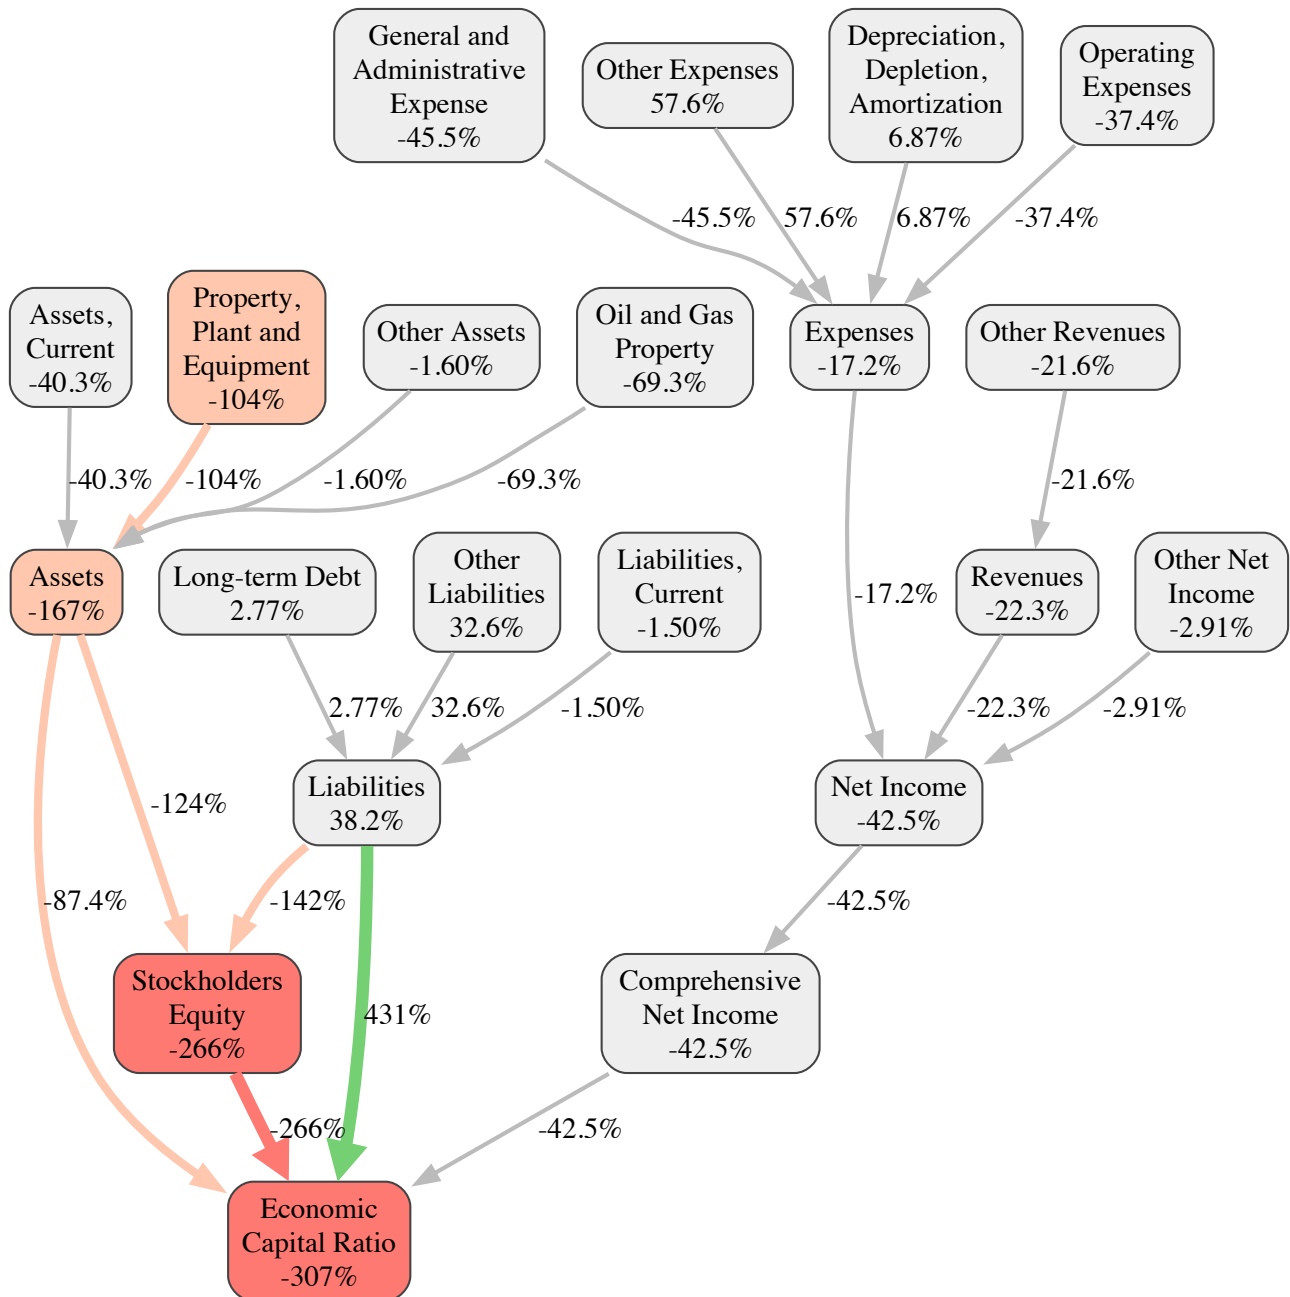 General and
Administrative
Expense
-45.5%
Other Expenses
57.6%
Depreciation,
Depletion,
Amortization
6.87%
Operating
Expenses
-37.4%
-45.5%
57.6%
6.87%
-37.4%
Assets,
Current
-40.3%
Property,
Plant and
Equipment
-104%
Other Assets
-1.60%
Oil and Gas
Property
-69.3%
Expenses
-17.2%
Other Revenues
-21.6%
-40.3%
-104%
-1.60%
-69.3%
-21.6%
Assets
-167%
Long-term Debt
2.77%
Other
Liabilities
32.6%
Liabilities,
Current
-1.50%
-17.2%
Revenues
-22.3%
Other Net
Income
-2.91%
2.77%
32.6%
-1.50%
-22.3%
-2.91%
-124%
Liabilities
38.2%
Net Income
-42.5%
-87.4%
-142%
-42.5%
Stockholders
Equity
-266%
431%
Comprehensive
Net Income
-42.5%
-266%
-42.5%
Economic
Capital Ratio
-307%